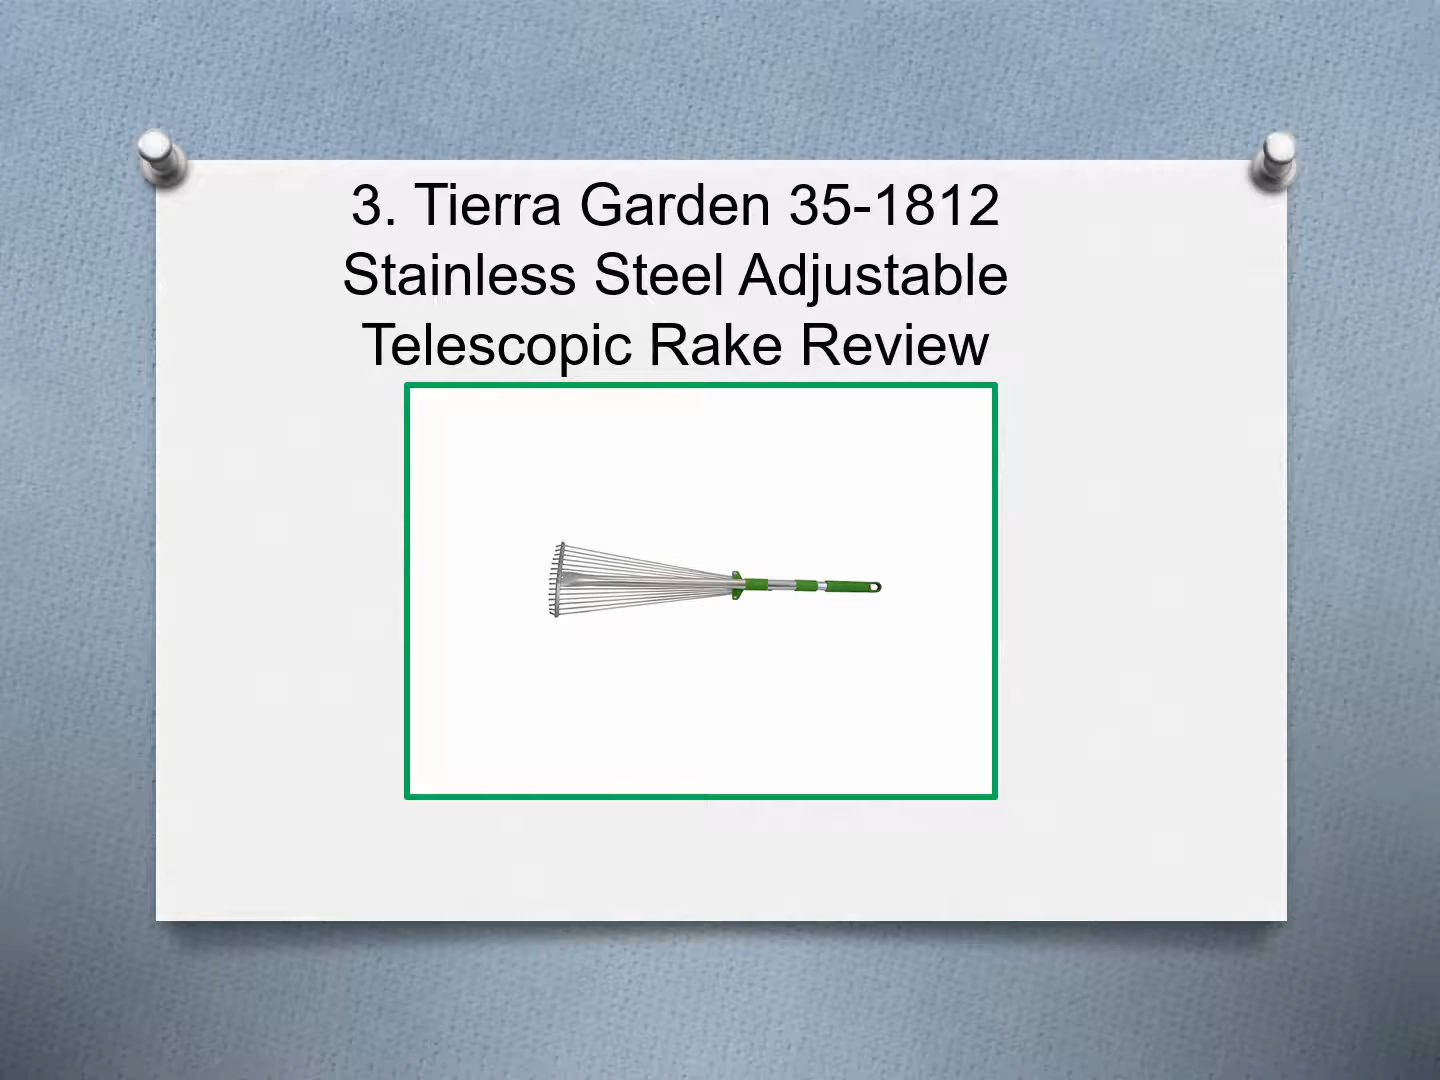 3. Tierra Garden 35-1812
Stainless Steel Adjustable
Telescopic Rake Review